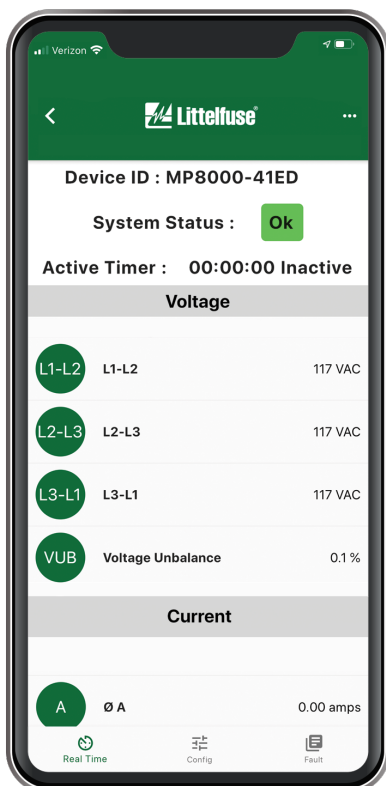 Verizon
Littelfuse®
Device ID : MP8000-41ED
System Status : Ok
Active Timer : 00:00:00 Inactive
Voltage
L1-L2 L1-L2 117 VAC
L2-L3 L2-L3 117 VAC
L3-L1 L3-L1 117 VAC
VUB Voltage Unbalance 0.1 %
Current
A Ø A 0.00 amps
Real Time Config Fault